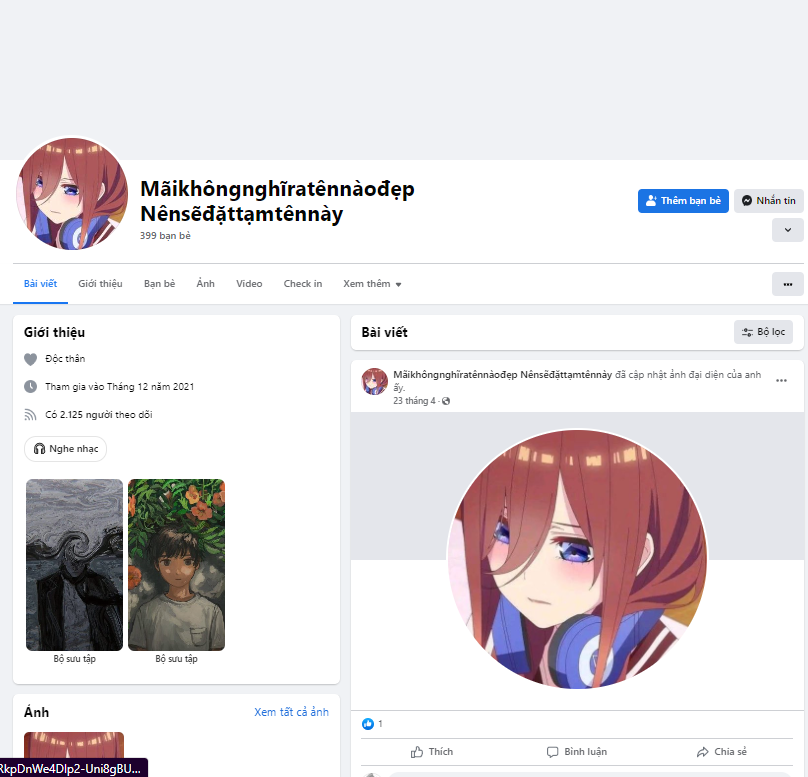 Mãikhôngnghĩratênnàođẹp
Nênsẽđặttạmtênnày
399 bạn bè
Thêm bạn bè
Nhắn tin
Bài viết
Giới thiệu
Bạn bè
Ảnh
Video
Check in
Xem thêm
Giới thiệu
Độc thân
Tham gia vào Tháng 12 năm 2021
Có 2.125 người theo dõi
Nghe nhạc
Bộ sưu tập
Bộ sưu tập
Ảnh
Xem tất cả ảnh
Bài viết
Bộ lọc
Mãikhôngnghĩratênnàođẹp Nênsẽđặttạmtênnày đã cập nhật ảnh đại diện của anh
ấy.
23 tháng 4 ·
1
Thích
Bình luận
Chia sẻ
RkpDnWe4DIp2-Uni8gBU...